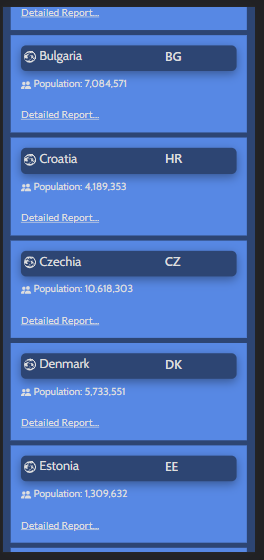 Detailed Report...
Bulgaria BG
Population: 7,084,571
Detailed Report...
Croatia HR
Population: 4,189,353
Detailed Report...
Czechia CZ
Population: 10,618,303
Detailed Report...
Denmark DK
Population: 5,733,551
Detailed Report...
Estonia EE
Population: 1,309,632
Detailed Report...